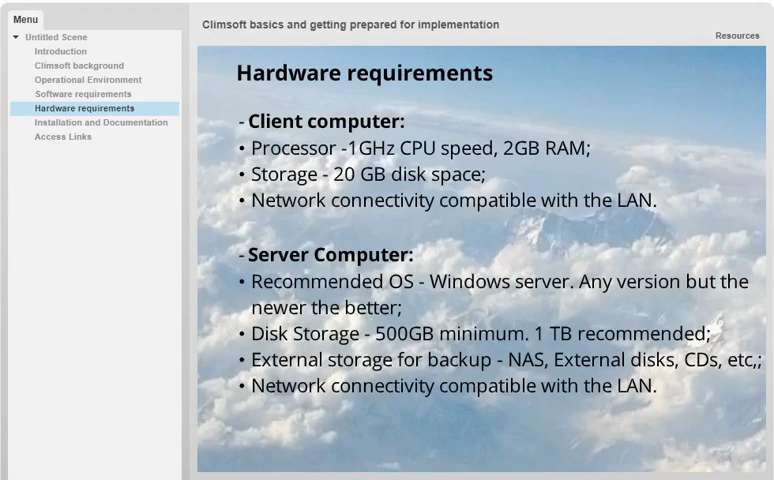 Menu
Untitled Scene
Introduction
Climsoft background
Operational Environment
Software requirements
Hardware requirements
Installation and Documentation
Access Links
Climsoft basics and getting prepared for implementation
Resources
Hardware requirements
- Client computer:
• Processor -1GHz CPU speed, 2GB RAM;
• Storage - 20 GB disk space;
• Network connectivity compatible with the LAN.
- Server Computer:
• Recommended OS - Windows server. Any version but the
newer the better;
• Disk Storage - 500GB minimum. 1 TB recommended;
• External storage for backup - NAS, External disks, CDs, etc,;
• Network connectivity compatible with the LAN.